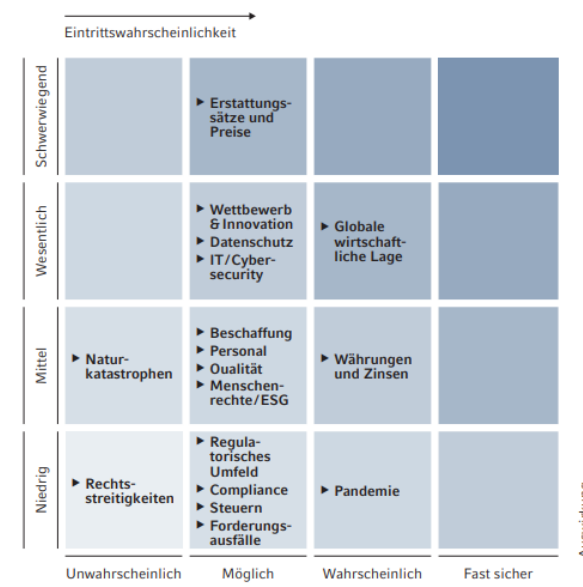 Eintrittswahrscheinlichkeit
Schwerwiegend
Erstattungs-
sätze und
Preise
Wesentlich
Wettbewerb
& Innovation
Datenschutz
IT/Cyber-
security
Globale
wirtschaft-
liche Lage
Mittel
Natur-
katastrophen
Beschaffung
Personal
Qualität
Menschen-
rechte/ESG
Währungen
und Zinsen
Niedrig
Rechts-
streitigkeiten
Regula-
torisches
Umfeld
Compliance
Steuern
Forderungs-
ausfälle
Pandemie
Unwahrscheinlich
Möglich
Wahrscheinlich
Fast sicher